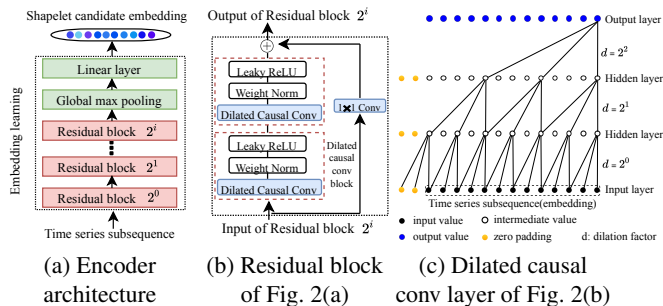 Shapelet candidate embedding
Linear layer
Global max pooling
Residual block 2^i
Residual block 2^1
Residual block 2^0
Embedding learning
Time series subsequence
(a) Encoder
architecture
Output of Residual block 2^i
Leaky ReLU
Weight Norm
Dilated Causal Conv
1×1 Conv
Leaky ReLU
Weight Norm
Dilated Causal Conv
Dilated
causal
conv
block
Input of Residual block 2^i
(b) Residual block
of Fig. 2(a)
Output layer
d = 2^2
Hidden layer
d = 2^1
Hidden layer
d = 2^0
Input layer
Time series subsequence(embedding)
input value
intermediate value
output value
zero padding
d: dilation factor
(c) Dilated causal
conv layer of Fig. 2(b)